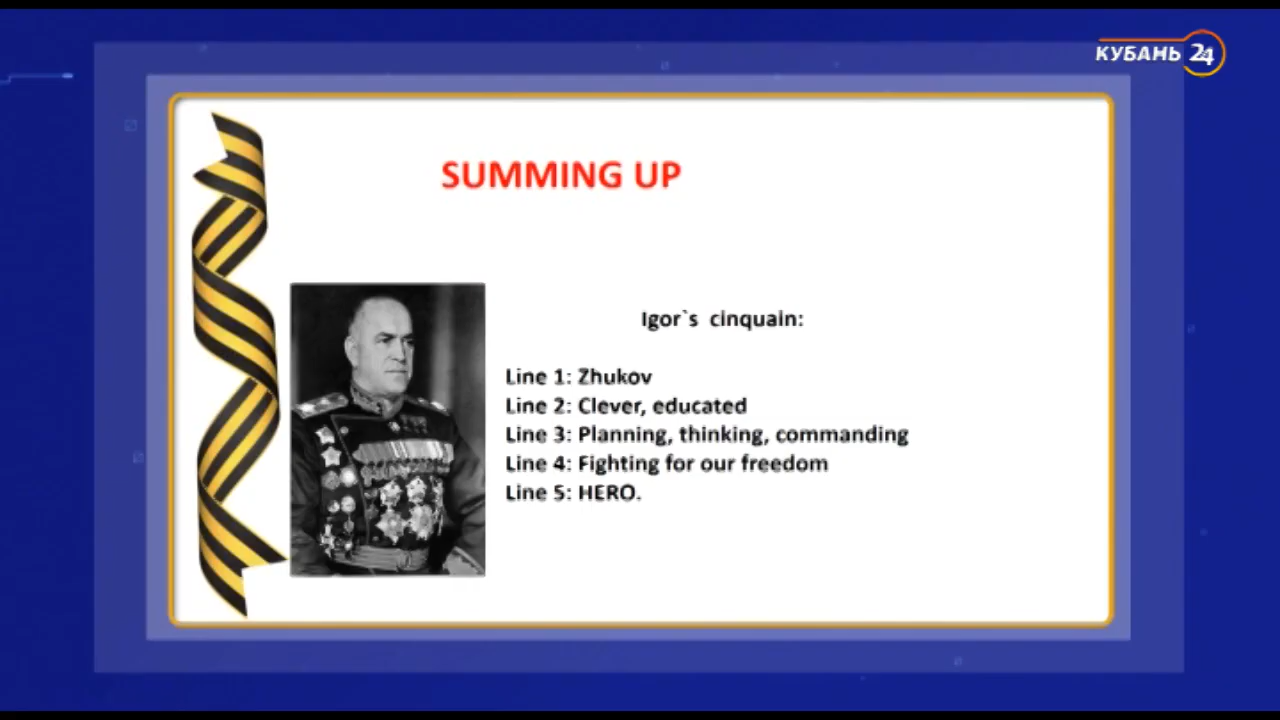 КУБАНЬ 24
SUMMING UP
Igor`s cinquain:
Line 1: Zhukov
Line 2: Clever, educated
Line 3: Planning, thinking, commanding
Line 4: Fighting for our freedom
Line 5: HERO.